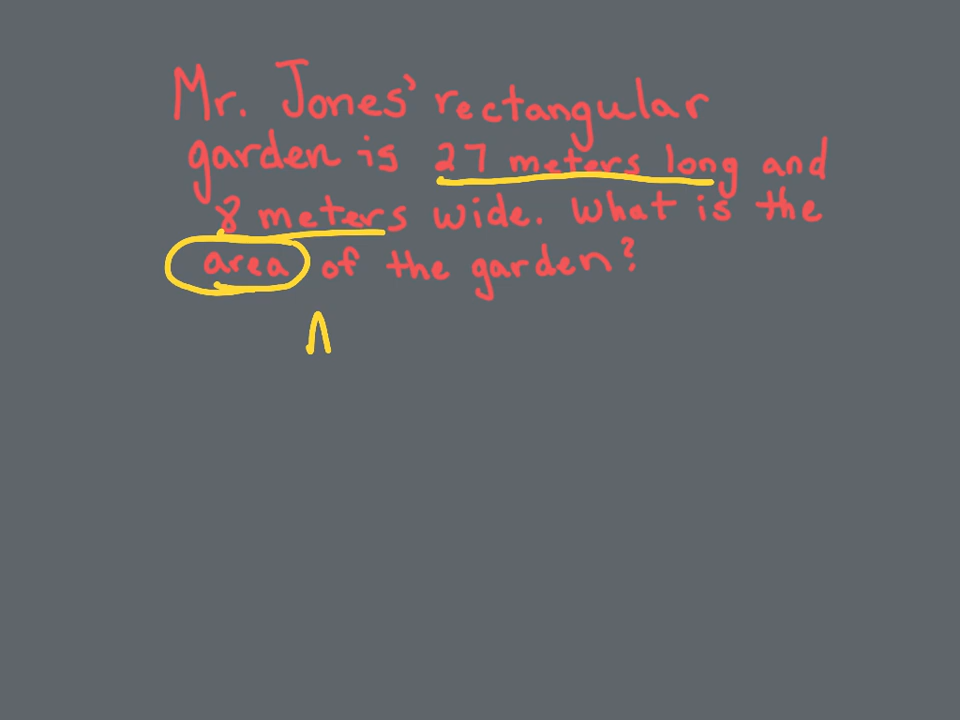 Mr. Jones' rectangular
garden is 27 meters long and
8 meters wide. What is the
area of the garden?